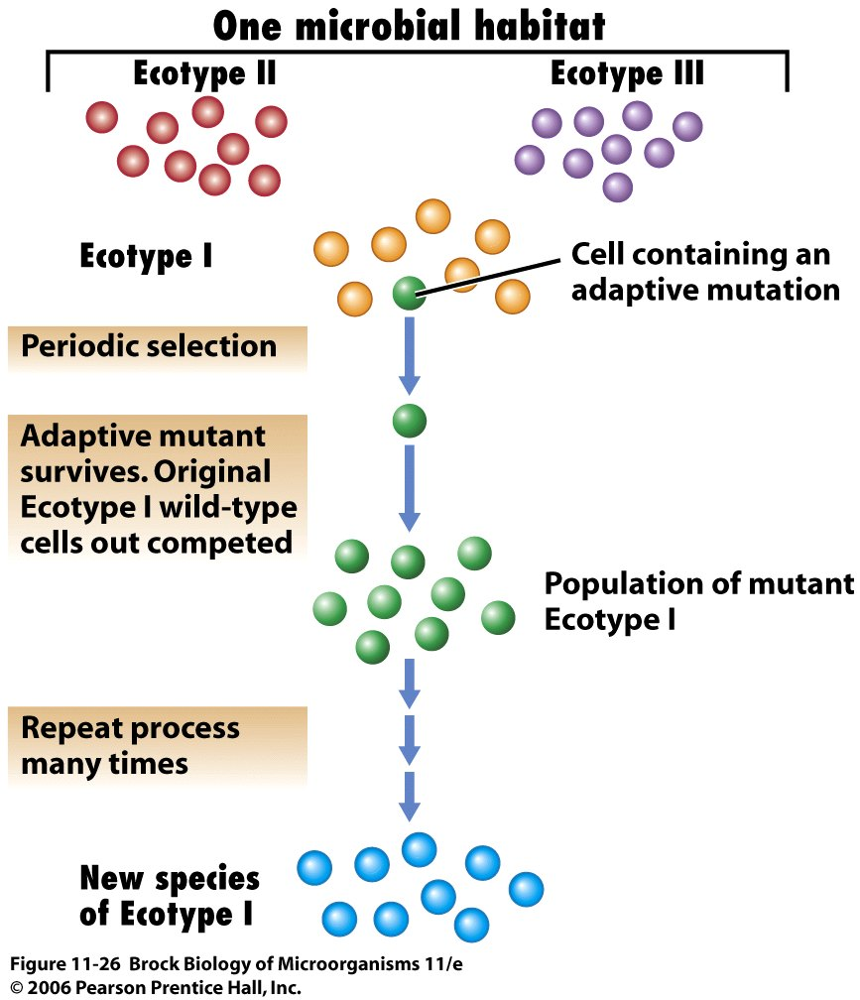 One microbial habitat
Ecotype II
Ecotype III
Ecotype I
Cell containing an
adaptive mutation
Periodic selection
Adaptive mutant
survives. Original
Ecotype I wild-type
cells out competed
Population of mutant
Ecotype I
Repeat process
many times
New species
of Ecotype I
Figure 11-26 Brock Biology of Microorganisms 11/e
© 2006 Pearson Prentice Hall, Inc.